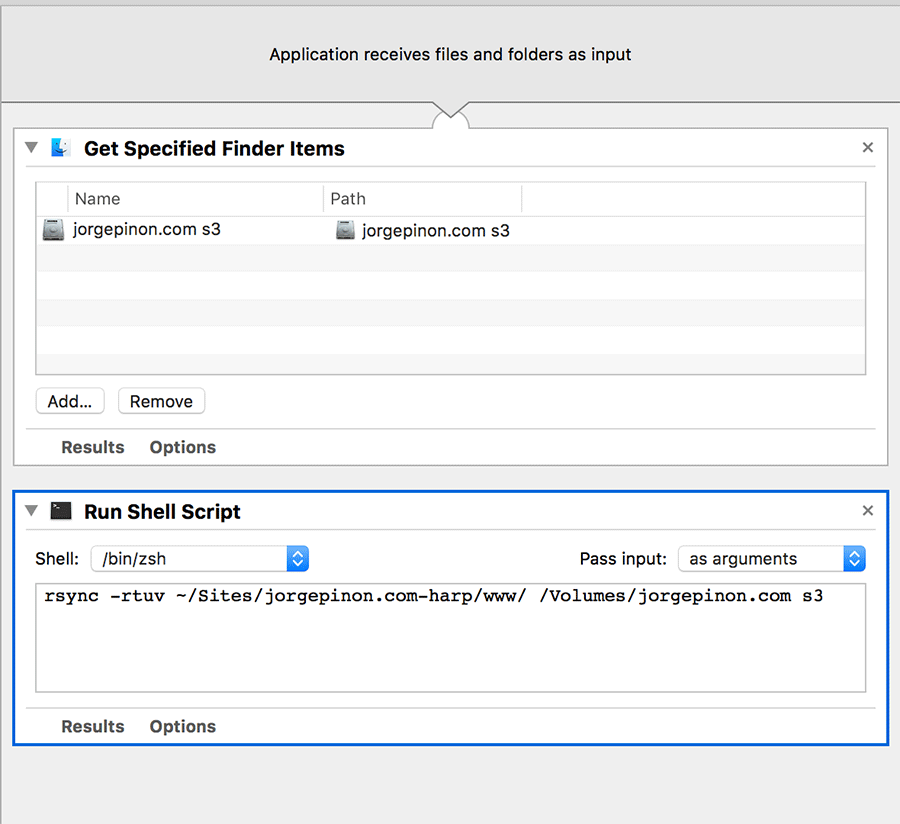 Application receives files and folders as input
Get Specified Finder Items
Name Path
jorgepinon.com s3 jorgepinon.com s3
Add... Remove
Results Options
Run Shell Script
Shell: /bin/zsh Pass input: as arguments
rsync -rtuv ~/Sites/jorgepinon.com-harp/www/ /Volumes/jorgepinon.com s3
Results Options